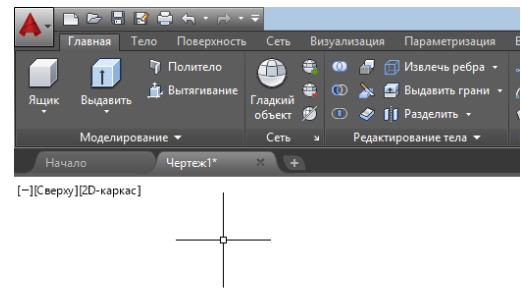 Главная Тело Поверхность Сеть Визуализация Параметризация
Политело Извлечь ребра
Ящик Выдавить Вытягивание Гладкий объект Выдавить грани
Разделить
Моделирование Сеть Редактирование тела
Начало Чертеж1*
[−][Сверху][2D-каркас]